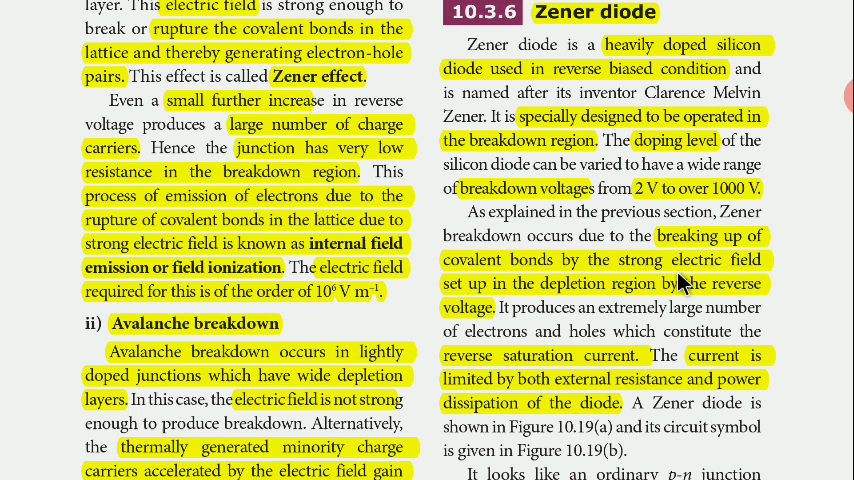 layer. This electric field is strong enough to
break or rupture the covalent bonds in the
lattice and thereby generating electron-hole
pairs. This effect is called Zener effect.
Even a small further increase in reverse
voltage produces a large number of charge
carriers. Hence the junction has very low
resistance in the breakdown region. This
process of emission of electrons due to the
rupture of covalent bonds in the lattice due to
strong electric field is known as internal field
emission or field ionization. The electric field
required for this is of the order of 10⁶ V m⁻¹.
ii) Avalanche breakdown
Avalanche breakdown occurs in lightly
doped junctions which have wide depletion
layers. In this case, the electric field is not strong
enough to produce breakdown. Alternatively,
the thermally generated minority charge
carriers accelerated by the electric field gain
10.3.6 Zener diode
Zener diode is a heavily doped silicon
diode used in reverse biased condition and
is named after its inventor Clarence Melvin
Zener. It is specially designed to be operated in
the breakdown region. The doping level of the
silicon diode can be varied to have a wide range
of breakdown voltages from 2 V to over 1000 V.
As explained in the previous section, Zener
breakdown occurs due to the breaking up of
covalent bonds by the strong electric field
set up in the depletion region by the reverse
voltage. It produces an extremely large number
of electrons and holes which constitute the
reverse saturation current. The current is
limited by both external resistance and power
dissipation of the diode. A Zener diode is
shown in Figure 10.19(a) and its circuit symbol
is given in Figure 10.19(b).
It looks like an ordinary p-n junction